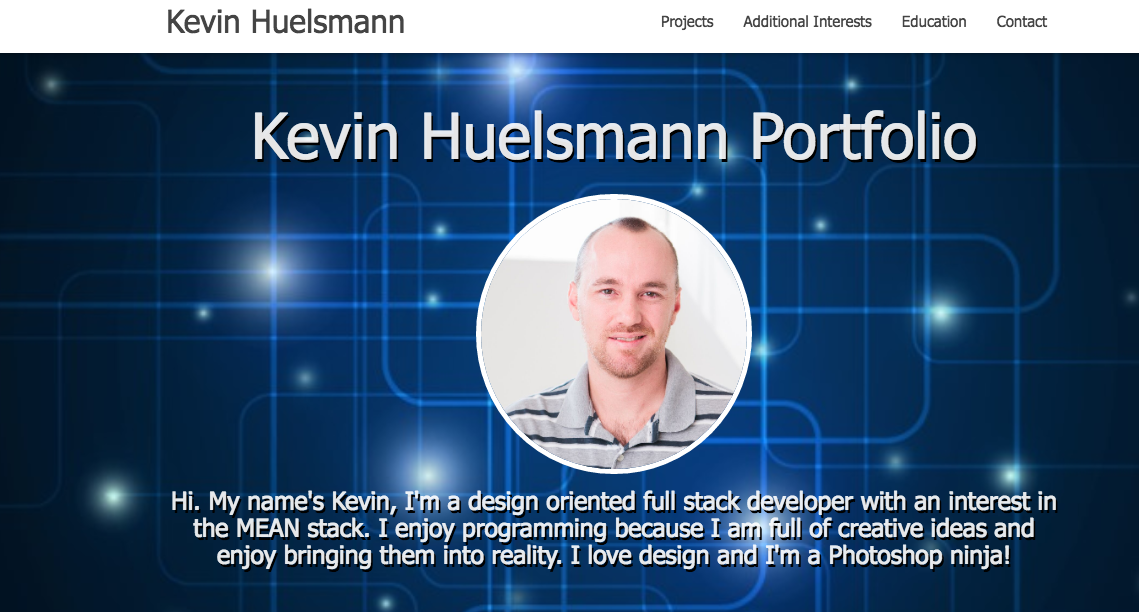 Kevin Huelsmann
Projects Additional Interests Education Contact
Kevin Huelsmann Portfolio
Hi. My name's Kevin, I'm a design oriented full stack developer with an interest in
the MEAN stack. I enjoy programming because I am full of creative ideas and
enjoy bringing them into reality. I love design and I'm a Photoshop ninja!